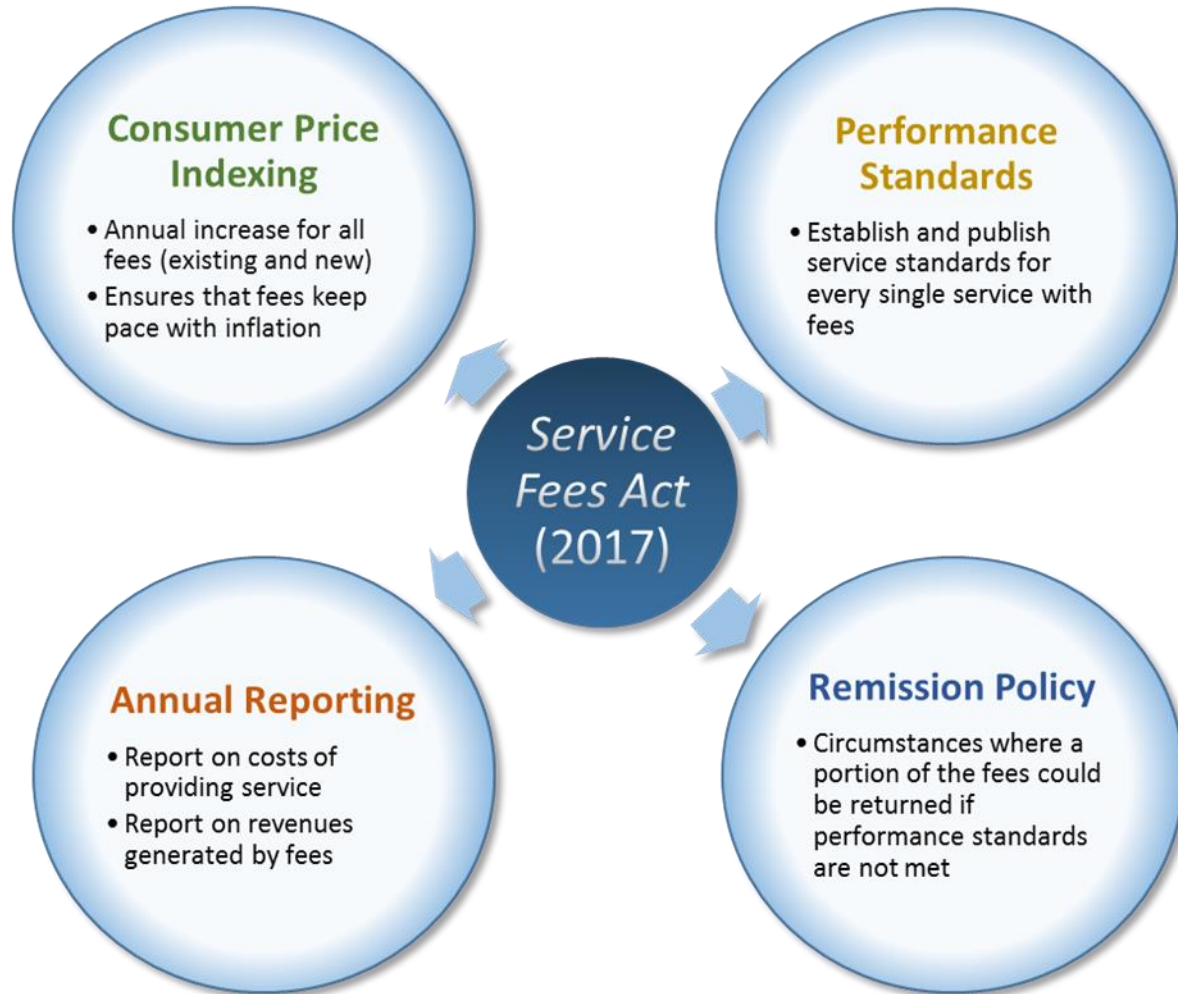 Consumer Price
Indexing
• Annual increase for all
fees (existing and new)
• Ensures that fees keep
pace with inflation
Performance
Standards
• Establish and publish
service standards for
every single service with
fees
Service
Fees Act
(2017)
Annual Reporting
• Report on costs of
providing service
• Report on revenues
generated by fees
Remission Policy
• Circumstances where a
portion of the fees could
be returned if
performance standards
are not met